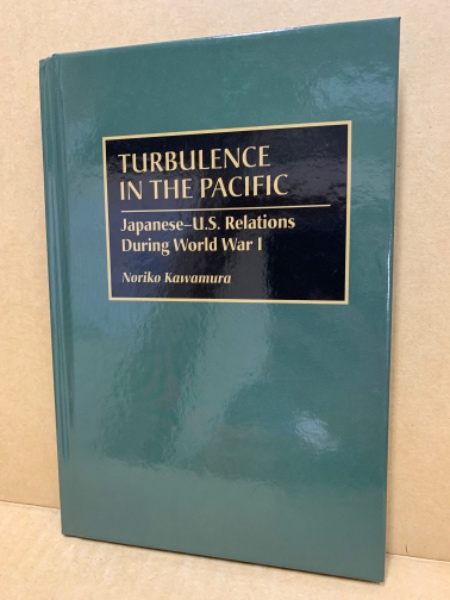 TURBULENCE
IN THE PACIFIC
Japanese–U.S. Relations
During World War I
Noriko Kawamura